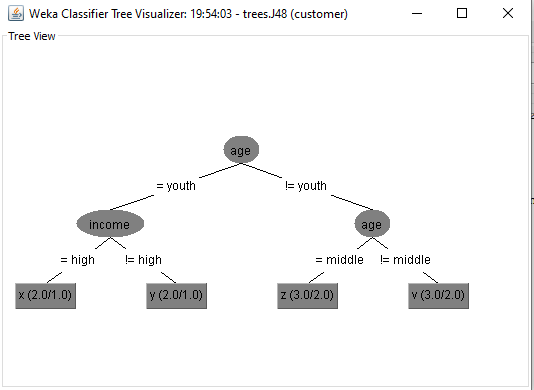 Weka Classifier Tree Visualizer: 19:54:03 - trees.J48 (customer)
Tree View
age
= youth
!= youth
income
age
= high
!= high
= middle
!= middle
x (2.0/1.0)
y (2.0/1.0)
z (3.0/2.0)
v (3.0/2.0)